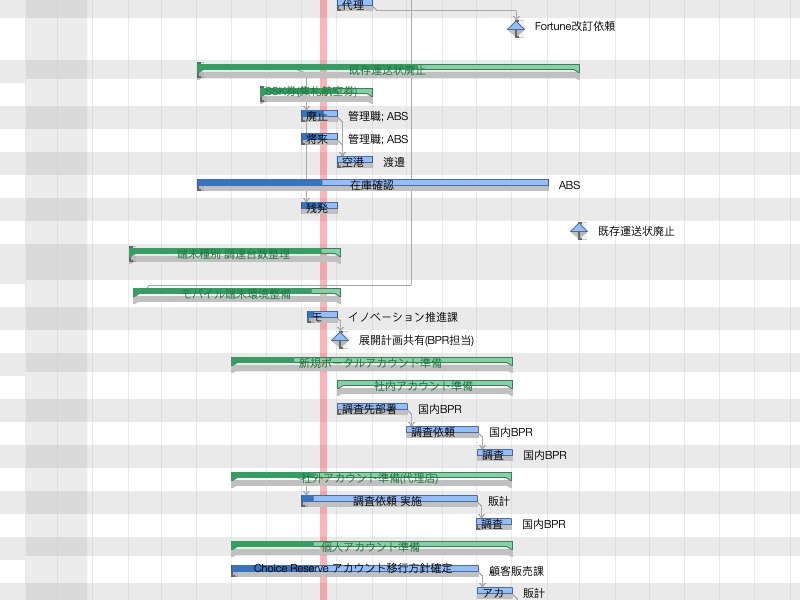 代理
Fortune改訂依頼
既存運送状廃止
SSK券(無札航空券)
廃止 管理職; ABS
将来 管理職; ABS
空港 渡邉
在庫確認 ABS
残発
既存運送状廃止
端末種別 調達台数整理
モバイル端末環境整備
モ イノベーション推進課
展開計画共有(BPR担当)
新規ポータルアカウント準備
社内アカウント準備
調査先部署 国内BPR
調査依頼 国内BPR
調査 国内BPR
社外アカウント準備(代理店)
調査依頼 実施 販計
調査 国内BPR
個人アカウント準備
Choice Reserve アカウント移行方針確定 顧客販売課
アカ 販計